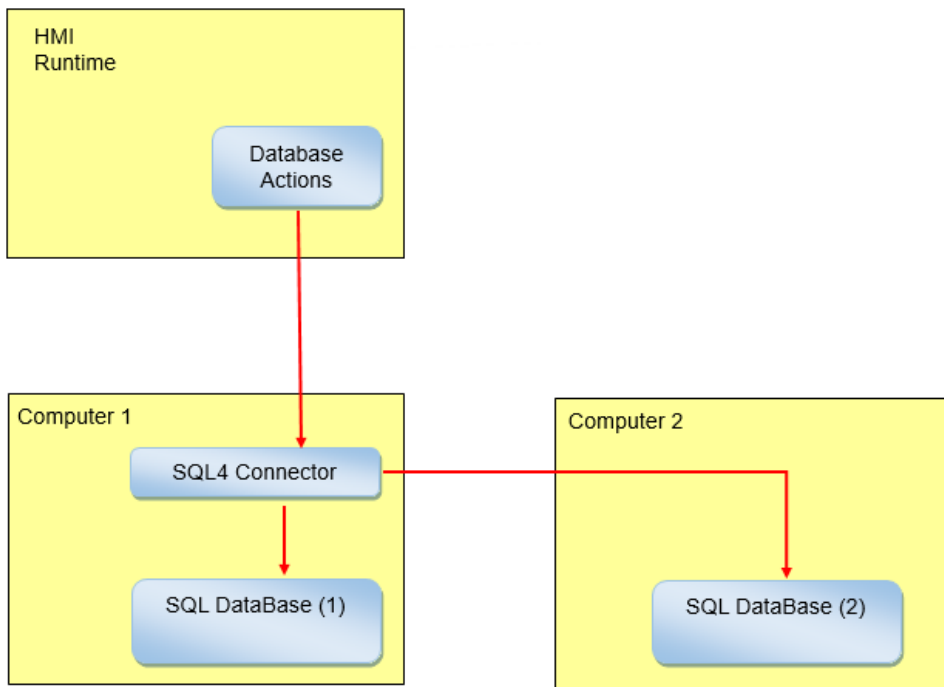 HMI
Runtime
Database
Actions
Computer 1
SQL4 Connector
SQL DataBase (1)
Computer 2
SQL DataBase (2)